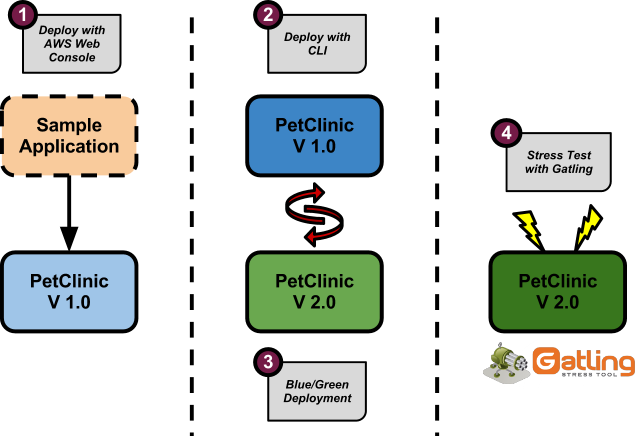 1
Deploy with
AWS Web
Console
Sample
Application
PetClinic
V 1.0
2
Deploy with
CLI
PetClinic
V 1.0
PetClinic
V 2.0
3
Blue/Green
Deployment
4
Stress Test
with Gatling
PetClinic
V 2.0
Gatling
STRESS TOOL